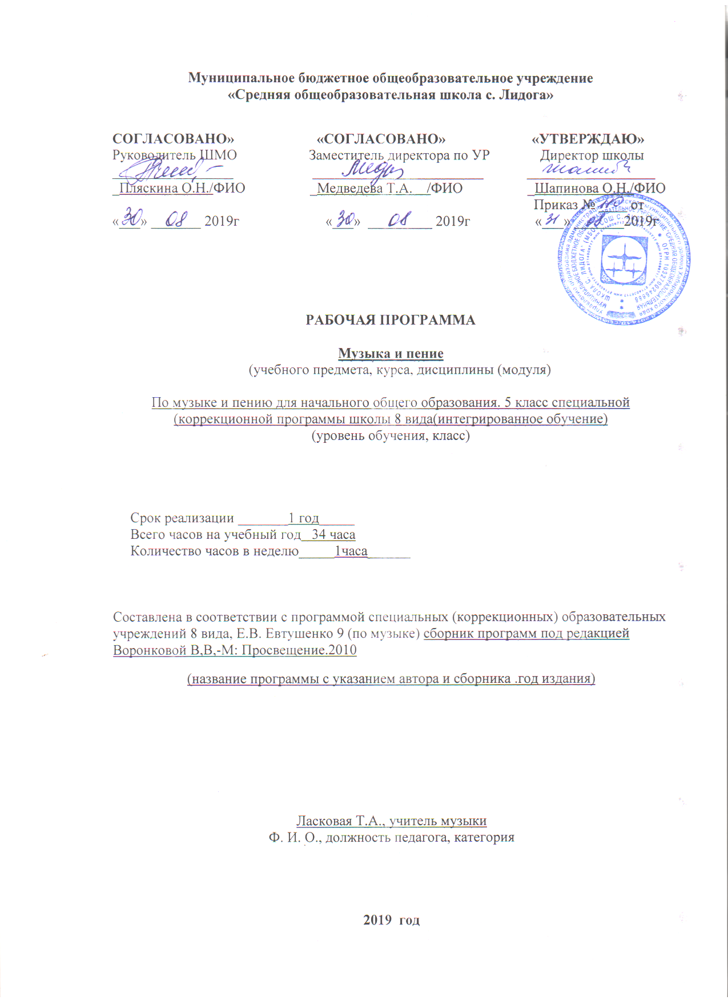 Муниципальное бюджетное общеобразовательное учреждение
«Средняя общеобразовательная школа с. Лидога»
СОГЛАСОВАНО» «СОГЛАСОВАНО» «УТВЕРЖДАЮ»
Руководитель ШМО Заместитель директора по УР Директор школы
Пляскина О.Н./ФИО Медведева Т.А. /ФИО Шапинова О.Н./ФИО
Приказ № от
«30» 08 2019г «30» 08 2019г «31» 08 2019г
РАБОЧАЯ ПРОГРАММА
Музыка и пение
(учебного предмета, курса, дисциплины (модуля)
По музыке и пению для начального общего образования. 5 класс специальной
(коррекционной программы школы 8 вида(интегрированное обучение)
(уровень обучения, класс)
Срок реализации 1 год
Всего часов на учебный год 34 часа
Количество часов в неделю 1часа
Составлена в соответствии с программой специальных (коррекционных) образовательных
учреждений 8 вида, Е.В. Евтушенко 9 (по музыке) сборник программ под редакцией
Воронковой В,В,-М: Просвещение.2010
(название программы с указанием автора и сборника .год издания)
Ласковая Т.А., учитель музыки
Ф. И. О., должность педагога, категория
2019 год